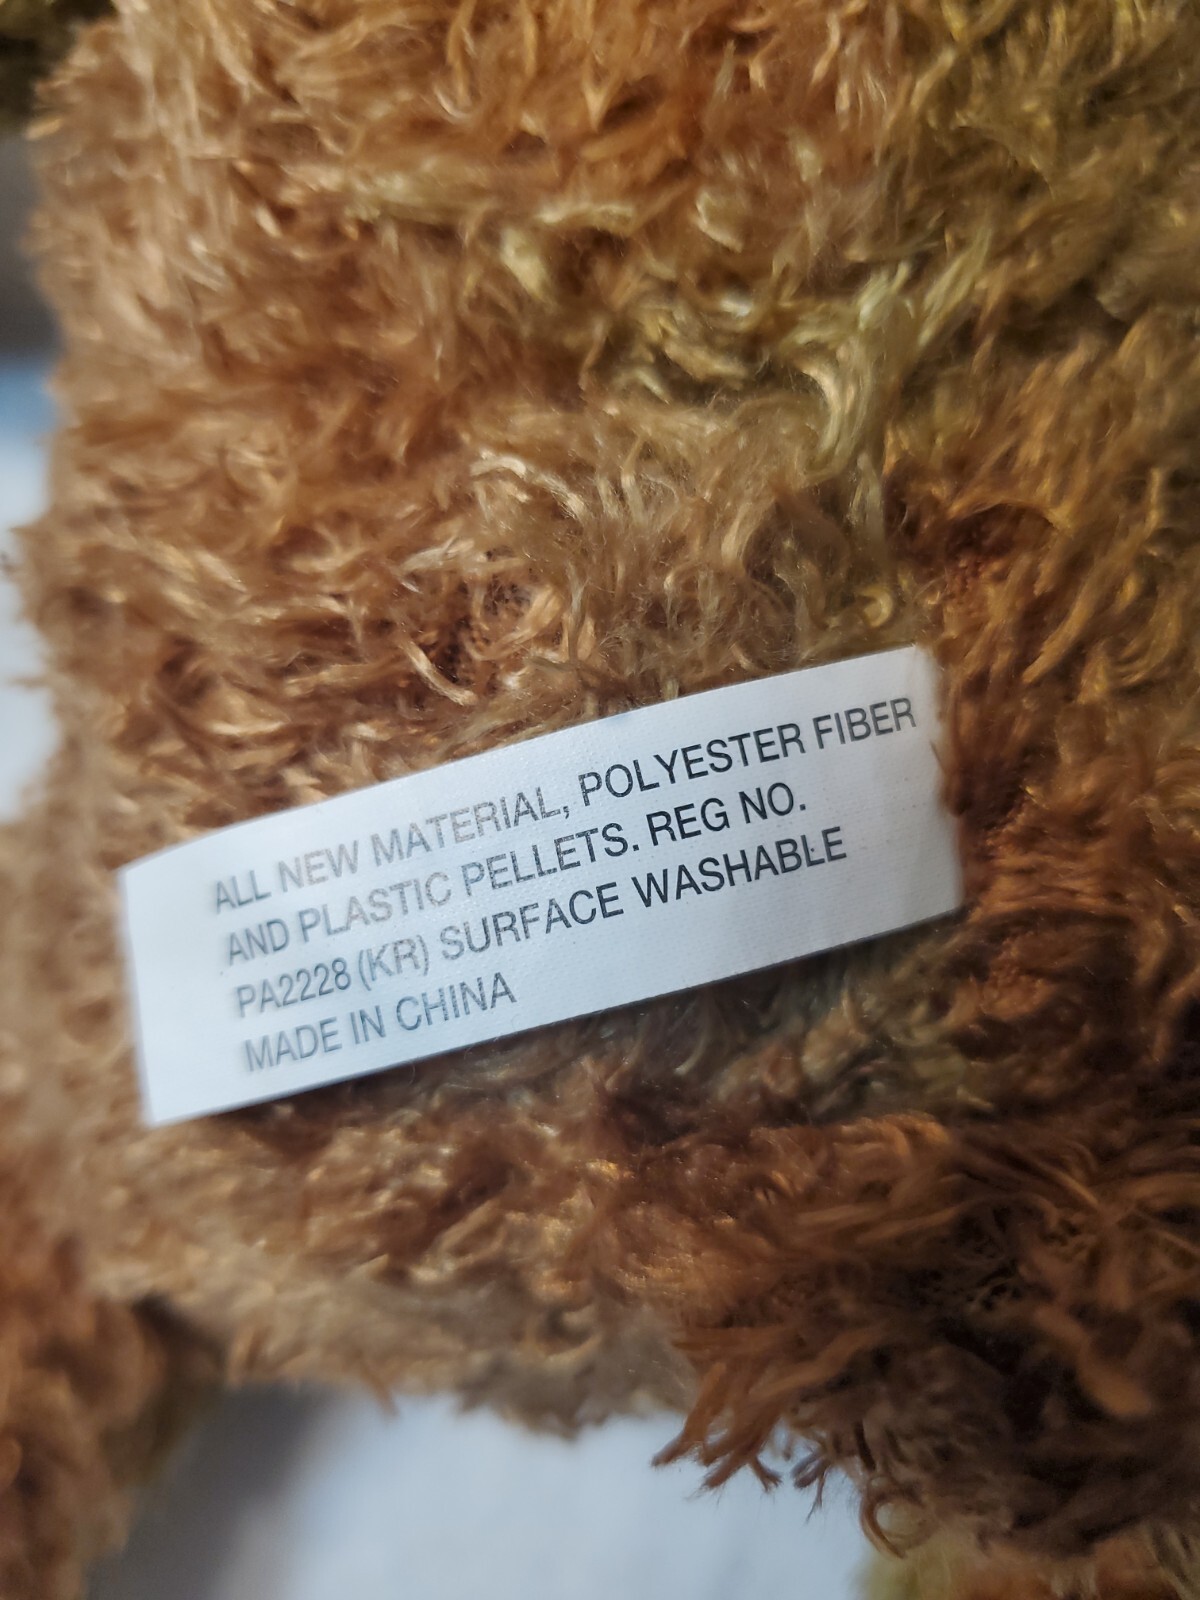 ALL NEW MATERIAL, POLYESTER FIBER
AND PLASTIC PELLETS. REG NO.
PA2228 (KR) SURFACE WASHABLE
MADE IN CHINA